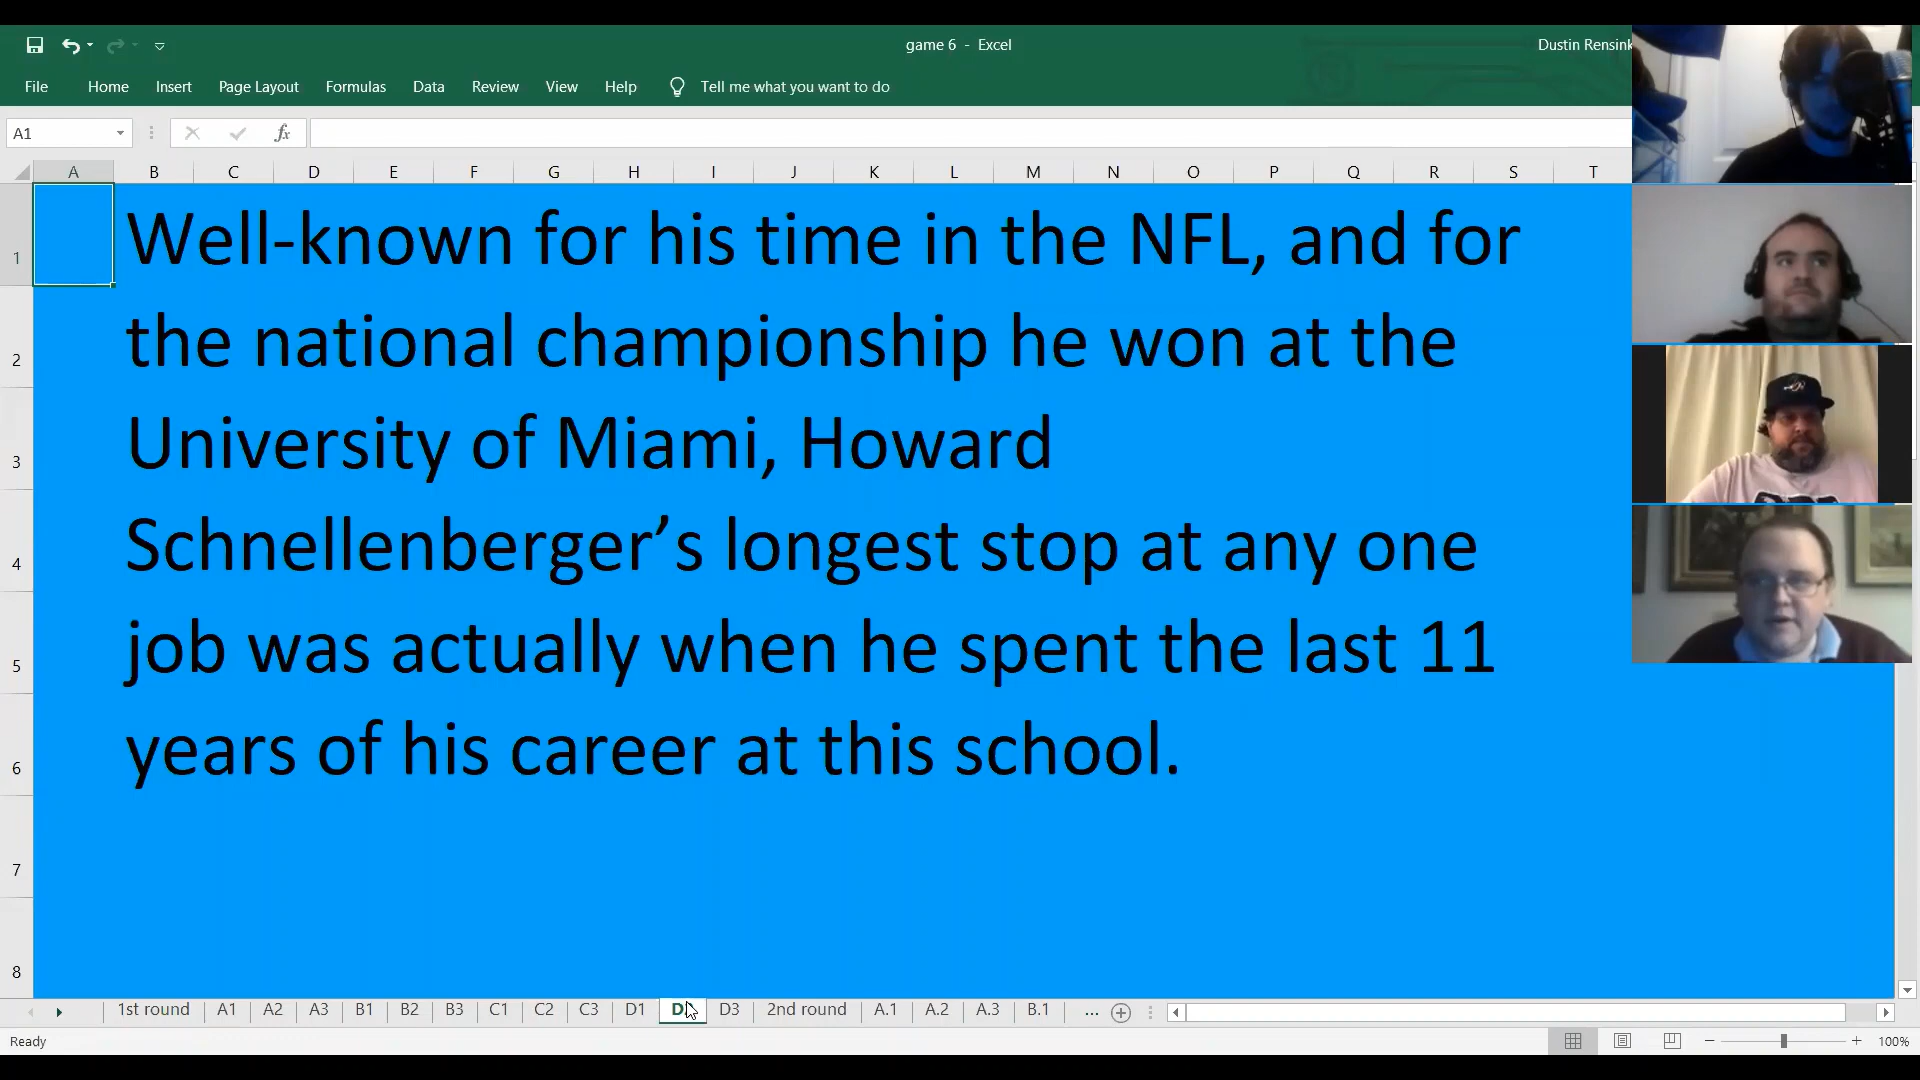 game 6 - Excel
Dustin Rensink
File Home Insert Page Layout Formulas Data Review View Help Tell me what you want to do
A1 fx
A B C D E F G H I J K L M N O P Q R S T
1 Well-known for his time in the NFL, and for
2 the national championship he won at the
3 University of Miami, Howard
4 Schnellenberger’s longest stop at any one
5 job was actually when he spent the last 11
6 years of his career at this school.
7
8
1st round A1 A2 A3 B1 B2 B3 C1 C2 C3 D1 D D3 2nd round A.1 A.2 A.3 B.1 ...
Ready 100%